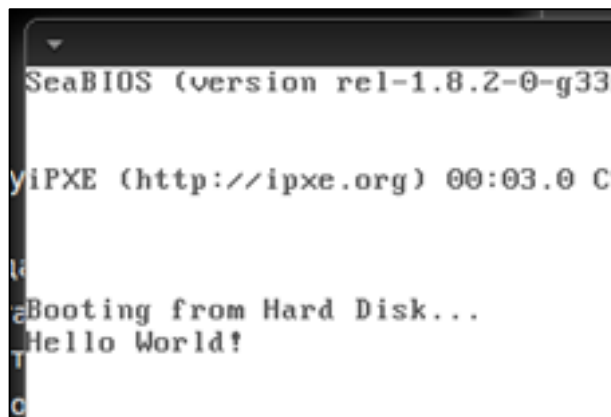 SeaBIOS (version rel-1.8.2-0-g33
iPXE (http://ipxe.org) 00:03.0 C
Booting from Hard Disk...
Hello World!